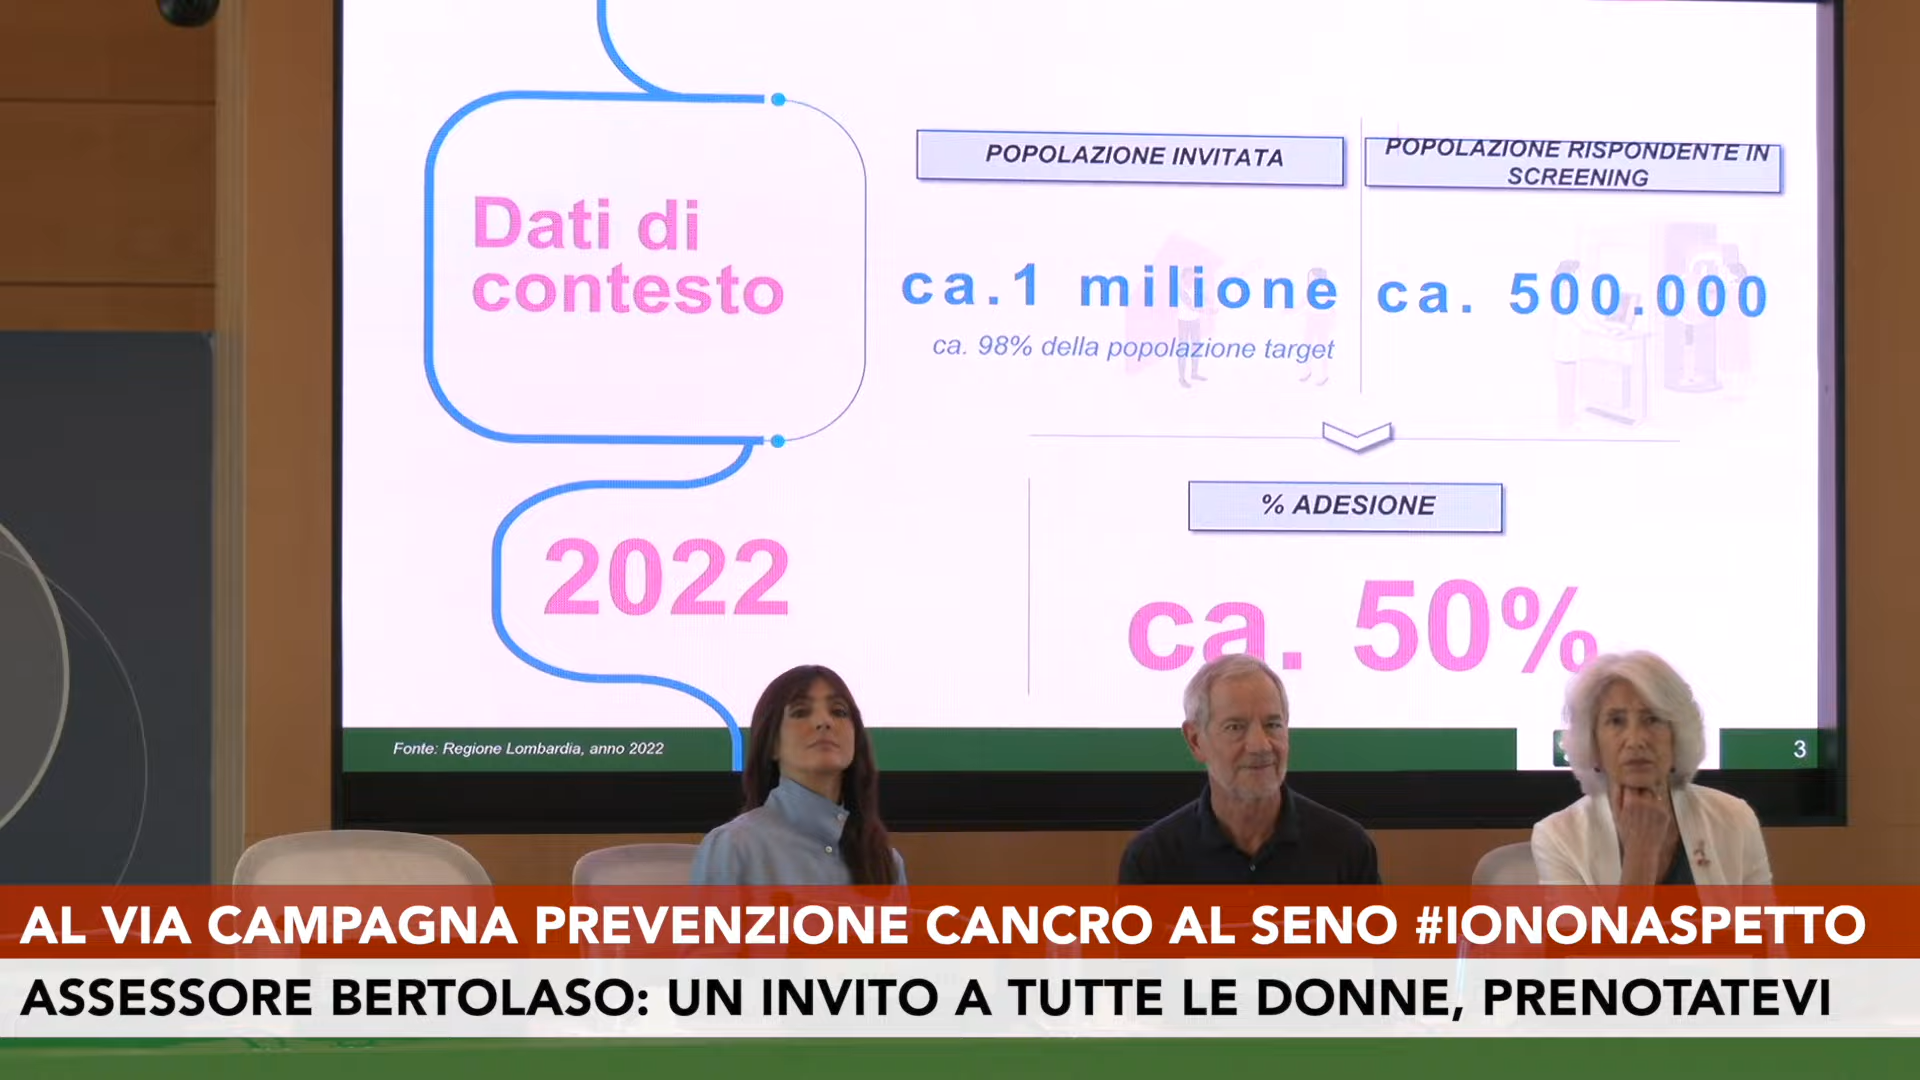 Dati di
contesto
POPOLAZIONE INVITATA
ca.1 milione
ca. 98% della popolazione target
POPOLAZIONE RISPONDENTE IN
SCREENING
ca. 500.000
2022
% ADESIONE
ca. 50%
Fonte: Regione Lombardia, anno 2022
3
AL VIA CAMPAGNA PREVENZIONE CANCRO AL SENO #IONONASPETTO
ASSESSORE BERTOLASO: UN INVITO A TUTTE LE DONNE, PRENOTATEVI